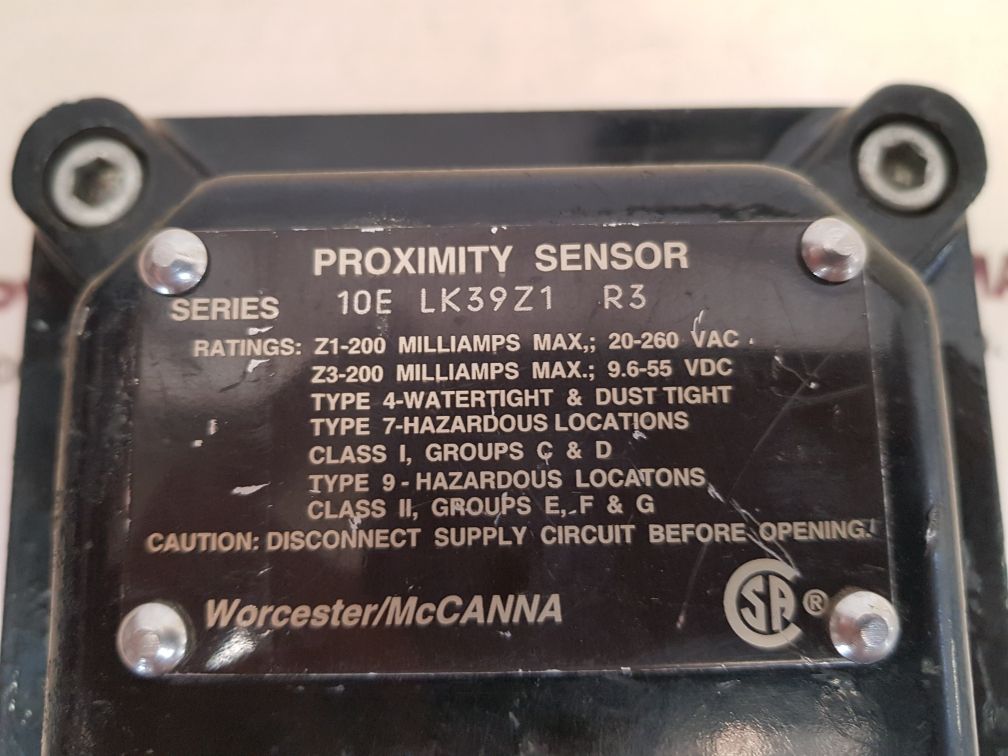 PROXIMITY SENSOR
SERIES 10E LK39Z1 R3
RATINGS: Z1-200 MILLIAMPS MAX,; 20-260 VAC
Z3-200 MILLIAMPS MAX.; 9.6-55 VDC
TYPE 4-WATERTIGHT & DUST TIGHT
TYPE 7-HAZARDOUS LOCATIONS
CLASS I, GROUPS C & D
TYPE 9-HAZARDOUS LOCATONS
CLASS II, GROUPS E, F & G
CAUTION: DISCONNECT SUPPLY CIRCUIT BEFORE OPENING.
Worcester/McCANNA
CSA ®